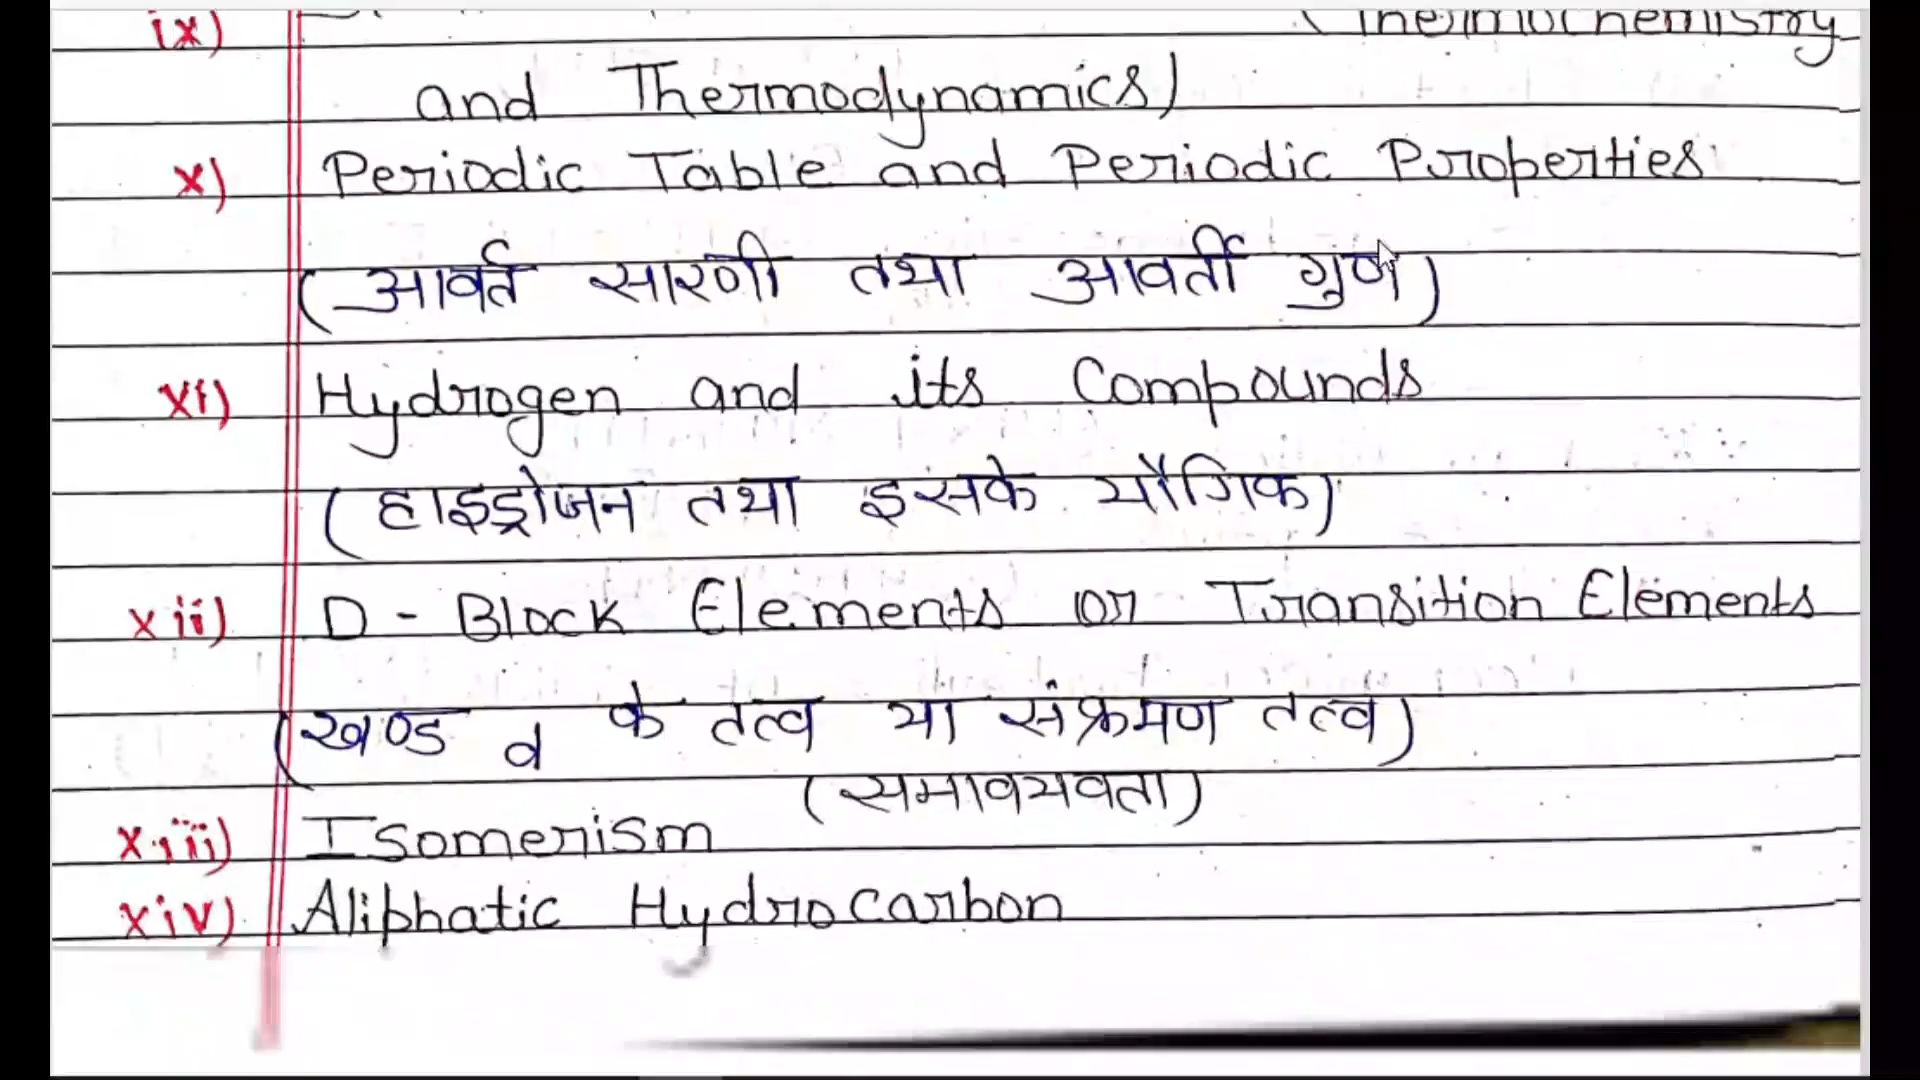 ix) (Thermochemistry
and Thermodynamics)
x) Periodic Table and Periodic Properties
(आवर्त सारणी तथा आवर्ती गुण)
xi) Hydrogen and its Compounds
(हाइड्रोजन तथा इसके यौगिक)
xii) D - Block Elements or Transition Elements
(खण्ड d के तत्व या संक्रमण तत्व)
(समावयवता)
xiii) Isomerism
xiv) Aliphatic Hydrocarbon